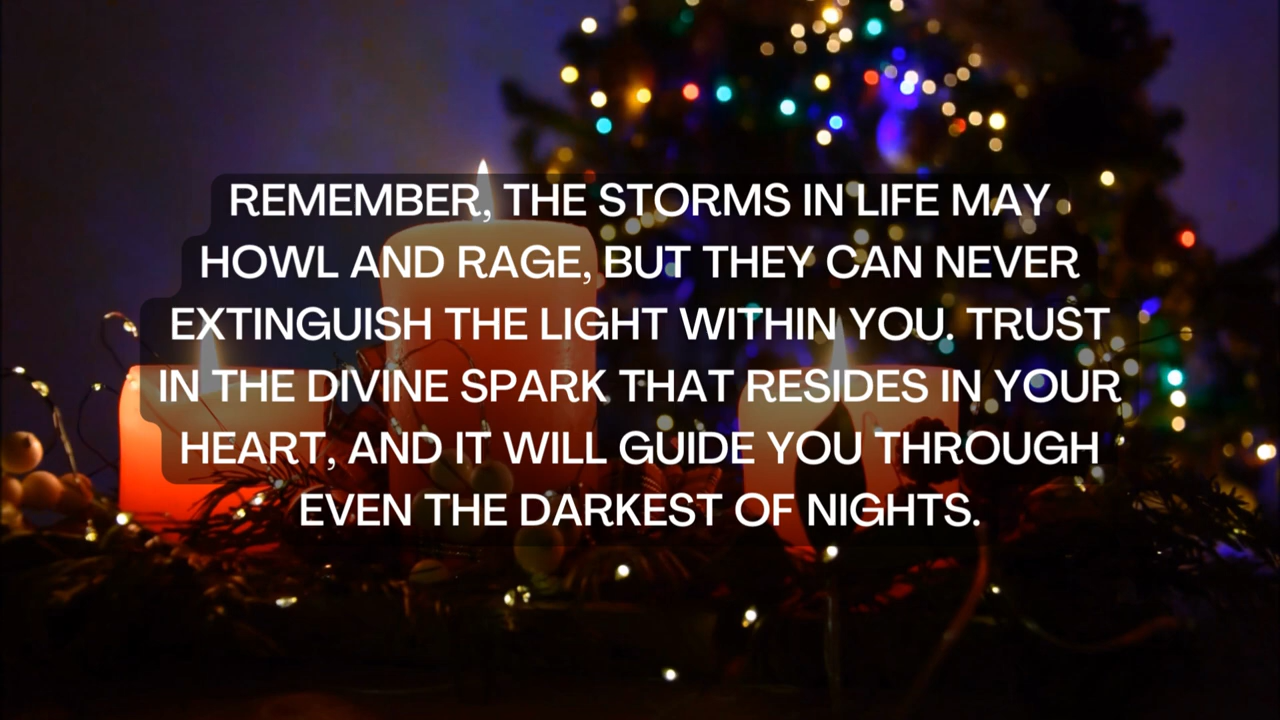 REMEMBER, THE STORMS IN LIFE MAY
HOWL AND RAGE, BUT THEY CAN NEVER
EXTINGUISH THE LIGHT WITHIN YOU. TRUST
IN THE DIVINE SPARK THAT RESIDES IN YOUR
HEART, AND IT WILL GUIDE YOU THROUGH
EVEN THE DARKEST OF NIGHTS.